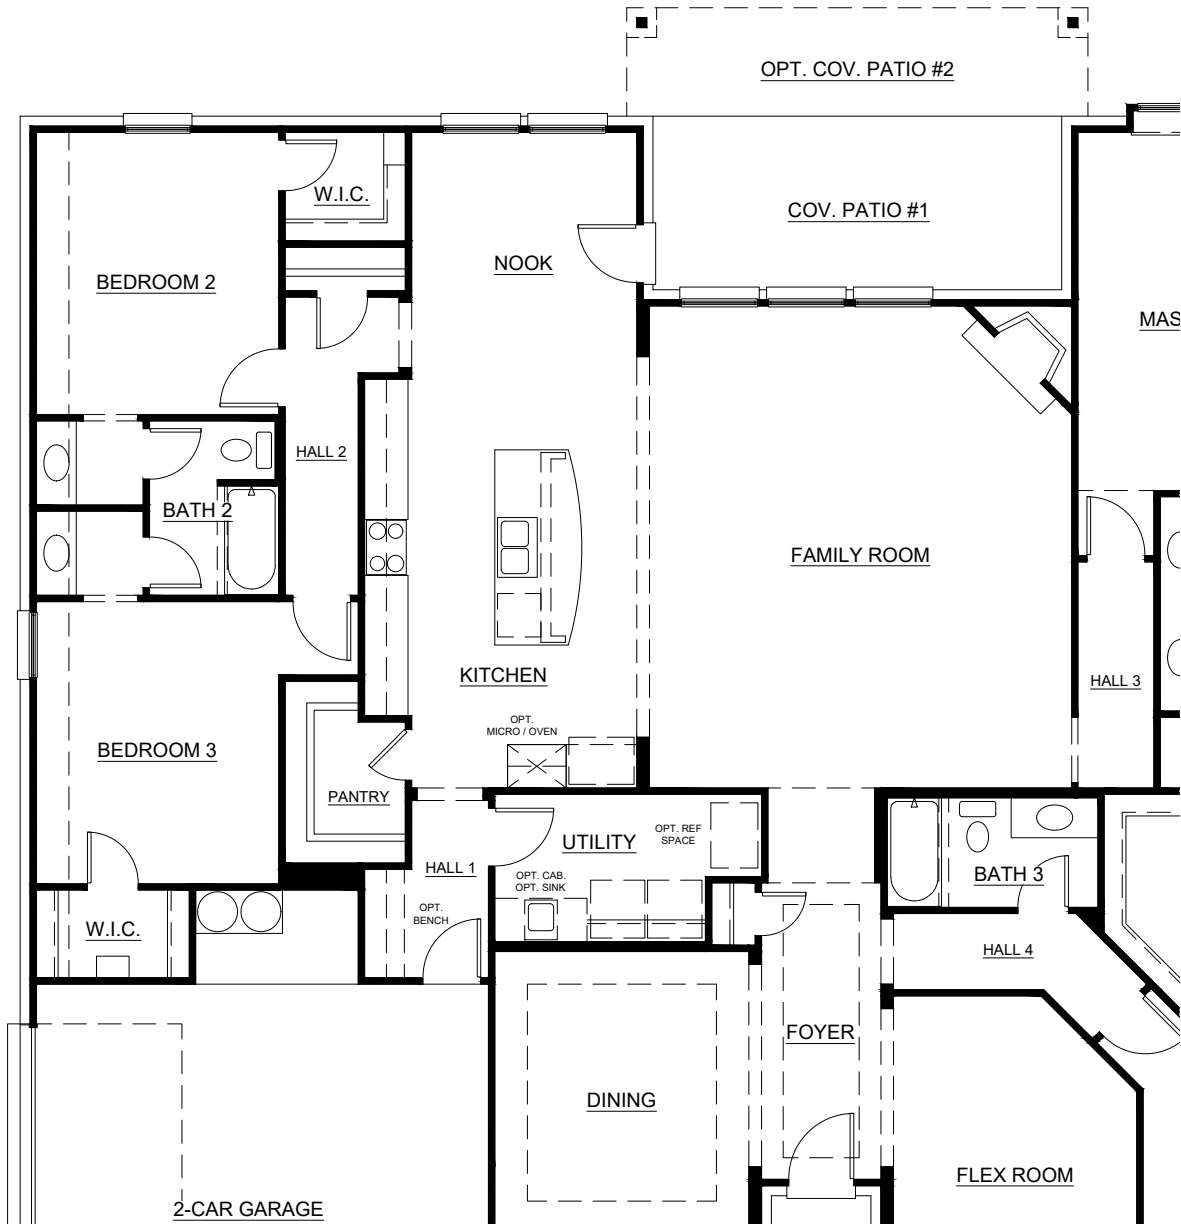 OPT. COV. PATIO #2
W.I.C.
COV. PATIO #1
BEDROOM 2
NOOK
MAS
HALL 2
BATH 2
FAMILY ROOM
KITCHEN
HALL 3
OPT.
MICRO / OVEN
BEDROOM 3
PANTRY
UTILITY
OPT. REF
SPACE
HALL 1
OPT. CAB.
OPT. SINK
BATH 3
OPT.
BENCH
W.I.C.
HALL 4
FOYER
DINING
FLEX ROOM
2-CAR GARAGE